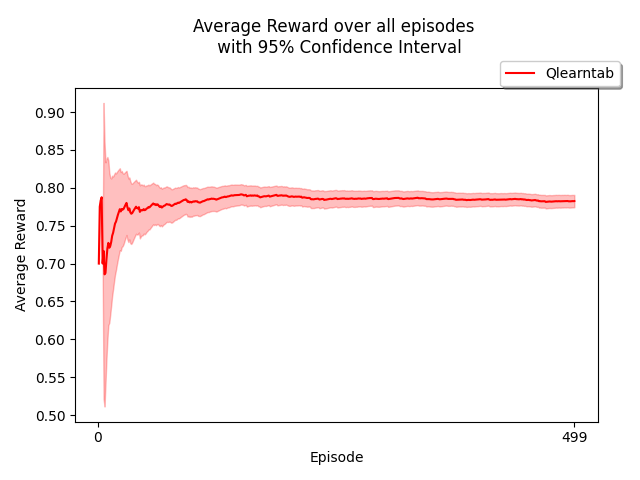 Average Reward over all episodes
with 95% Confidence Interval
Qlearntab
0.90
0.85
0.80
0.75
0.70
0.65
0.60
0.55
0.50
Average Reward
0
499
Episode